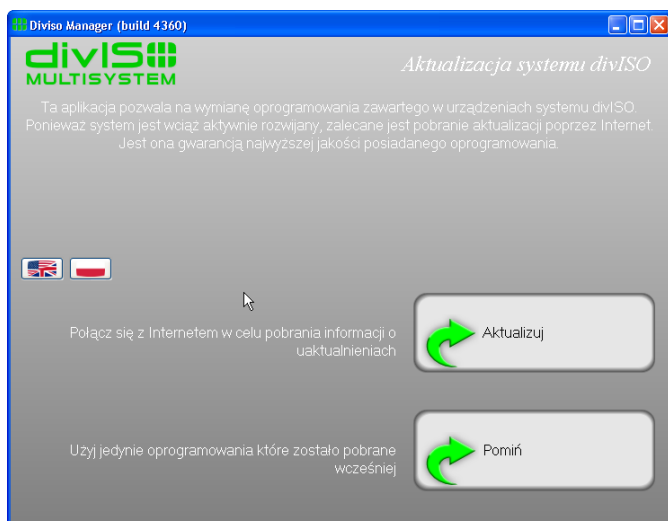 Diviso Manager (build 4360)
divISO
MULTISYSTEM
Aktualizacja systemu divISO
Ta aplikacja pozwala na wymianę oprogramowania zawartego w urządzeniach systemu divISO.
Ponieważ system jest wciąż aktywnie rozwijany, zalecane jest pobranie aktualizacji poprzez Internet.
Jest ona gwarancją najwyższej jakości posiadanego oprogramowania.
Połącz się z Internetem w celu pobrania informacji o
uaktualnieniach
Aktualizuj
Użyj jedynie oprogramowania które zostało pobrane
wcześniej
Pomiń